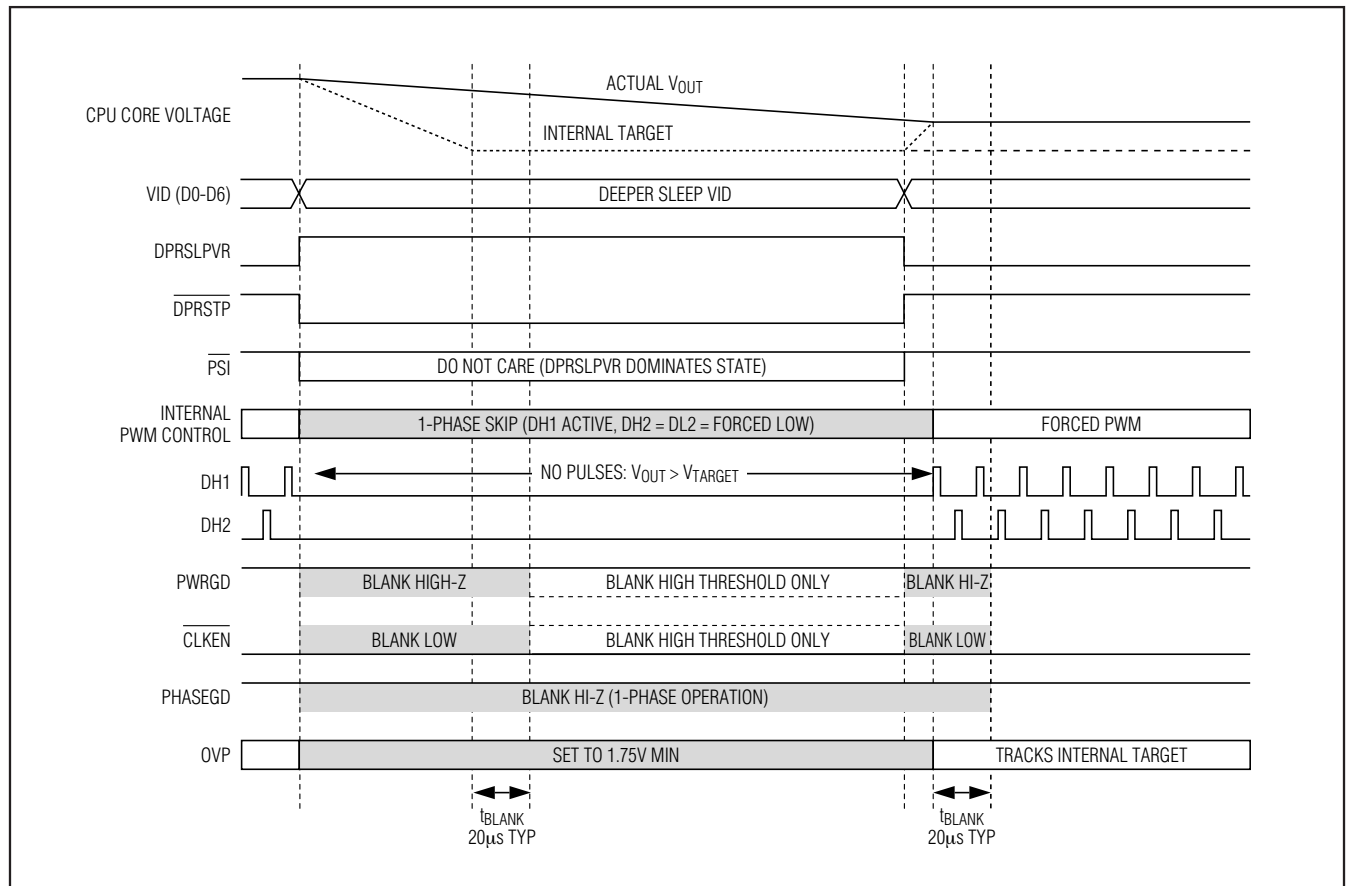 ACTUAL VOUT
CPU CORE VOLTAGE
INTERNAL TARGET
VID (D0-D6)
DEEPER SLEEP VID
DPRSLPVR
DPRSTP
PSI
DO NOT CARE (DPRSLPVR DOMINATES STATE)
INTERNAL
PWM CONTROL
1-PHASE SKIP (DH1 ACTIVE, DH2 = DL2 = FORCED LOW)
FORCED PWM
DH1
NO PULSES: VOUT > VTARGET
DH2
PWRGD
BLANK HIGH-Z
BLANK HIGH THRESHOLD ONLY
BLANK HI-Z
CLKEN
BLANK LOW
BLANK HIGH THRESHOLD ONLY
BLANK LOW
PHASEGD
BLANK HI-Z (1-PHASE OPERATION)
OVP
SET TO 1.75V MIN
TRACKS INTERNAL TARGET
tBLANK
20μs TYP
tBLANK
20μs TYP